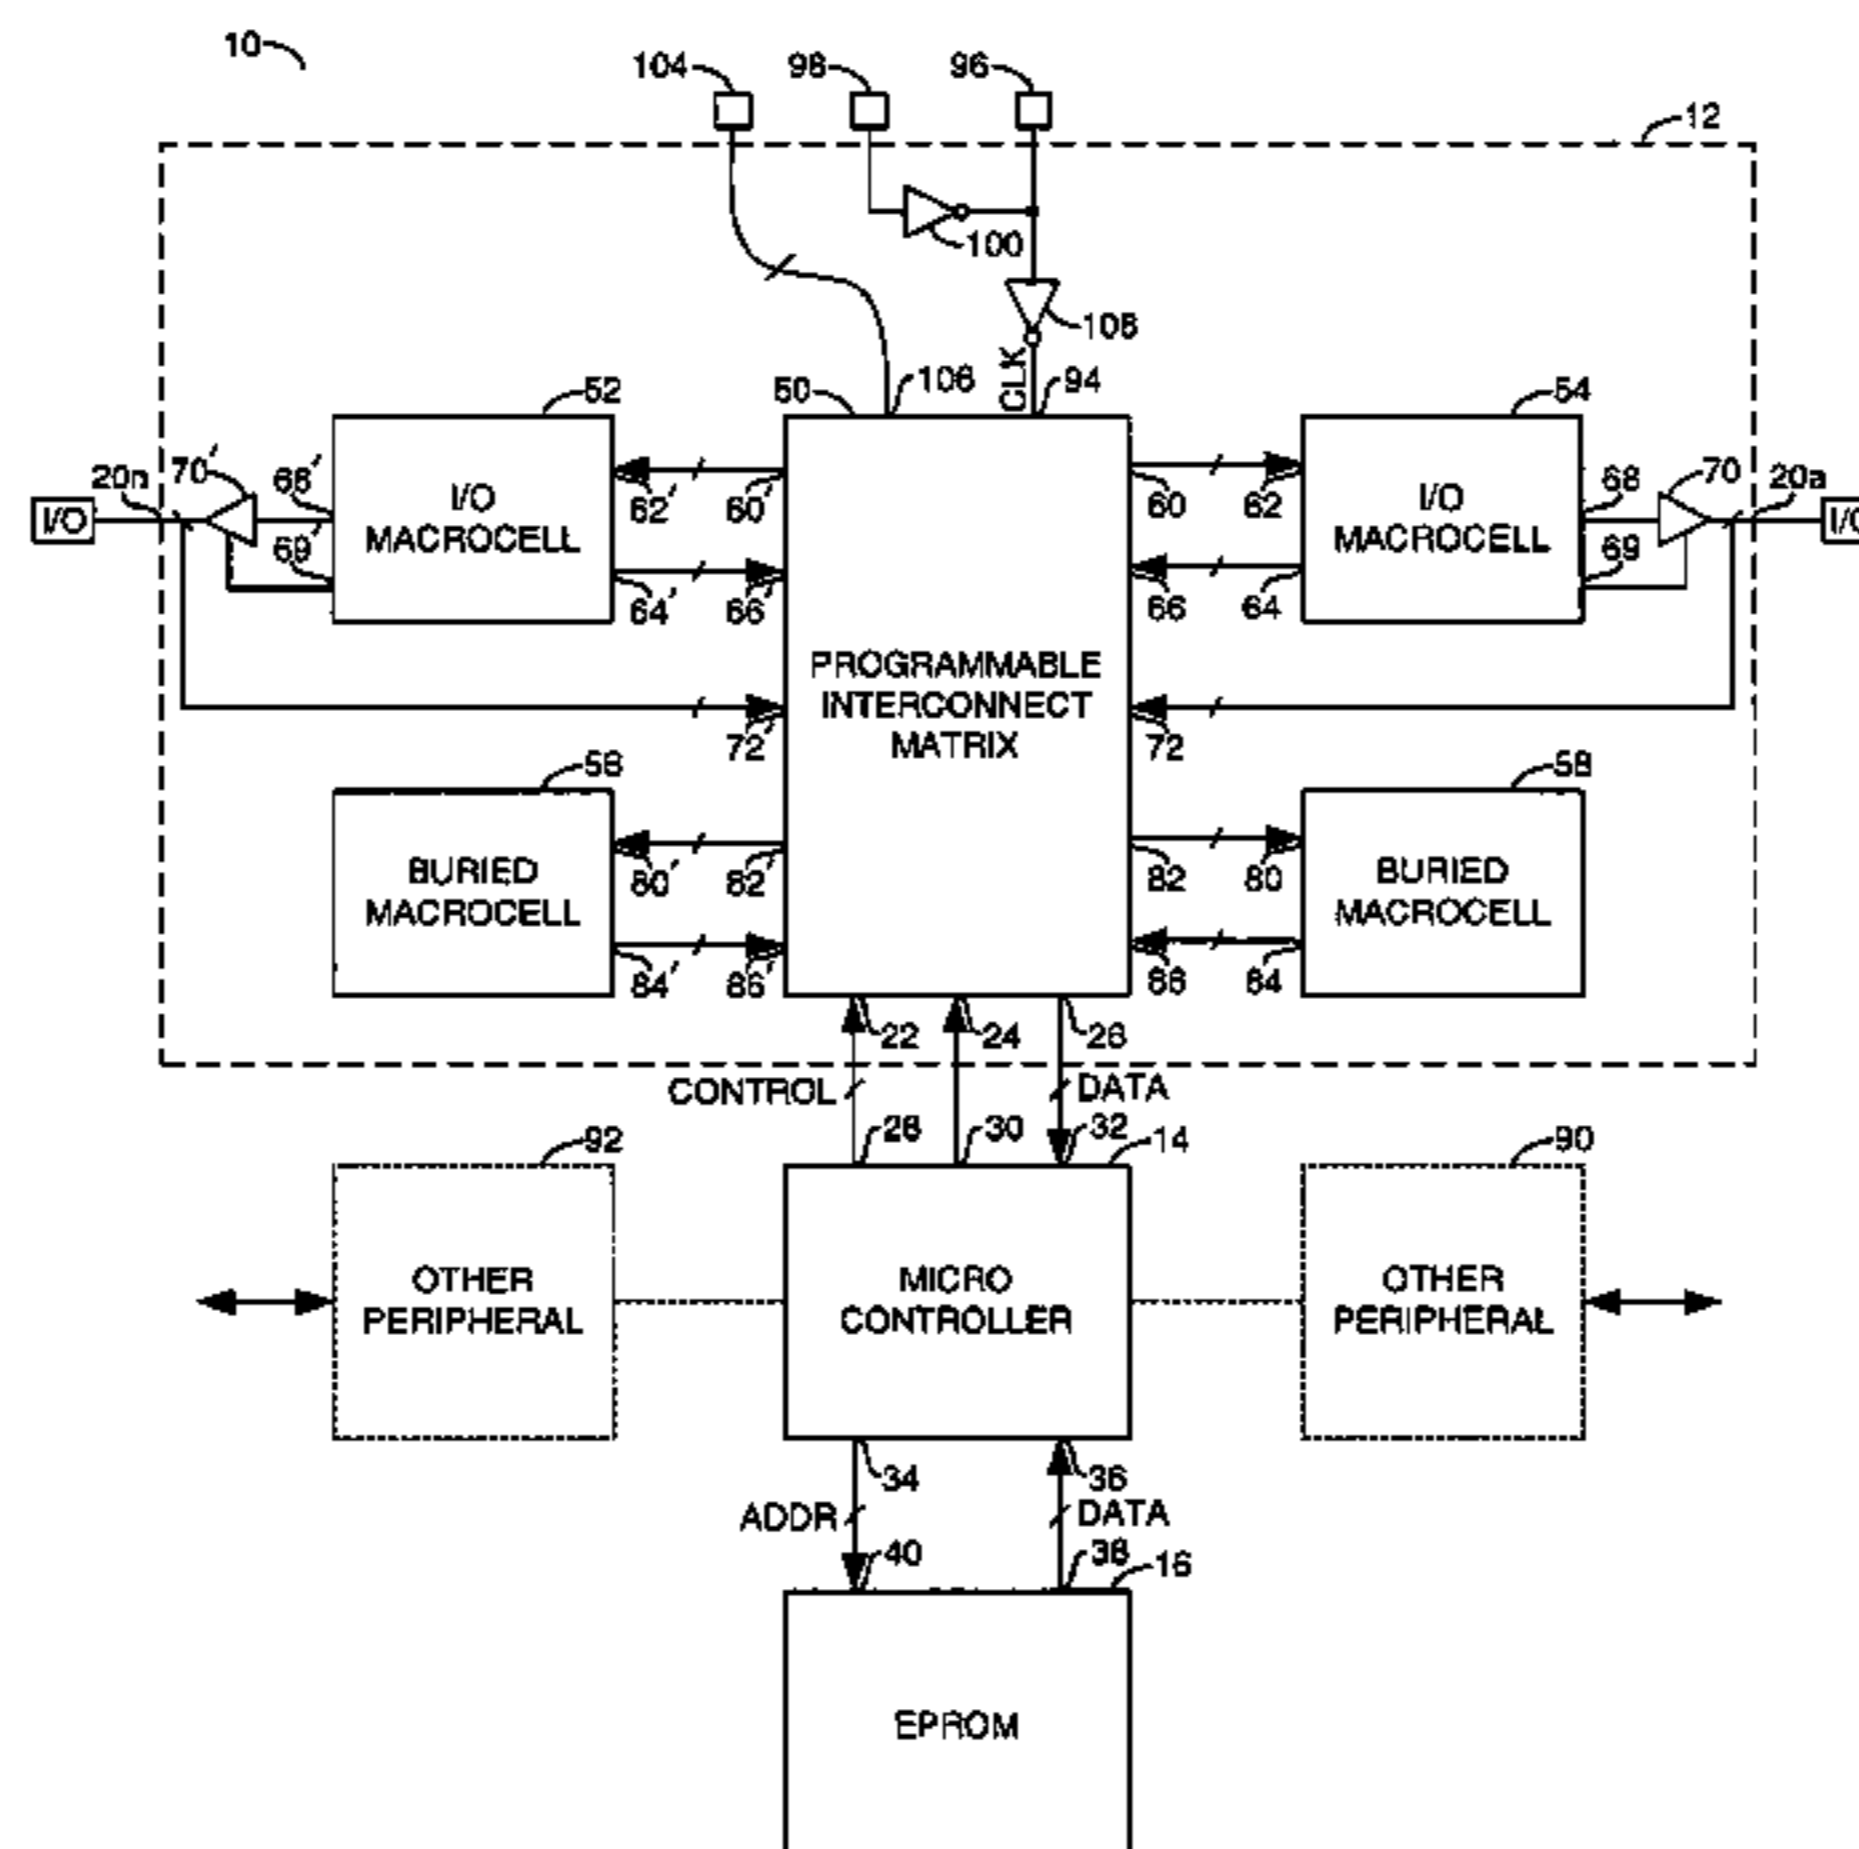 10
104
98
96
12
100
108
CLK
52
50
106
94
54
20n
70'
68'
69'
I/O
I/O
MACROCELL
62'
60'
64'
66'
60
62
66
64
I/O
MACROCELL
68
69
70
20a
PROGRAMMABLE
INTERCONNECT
MATRIX
72'
72
56
58
BURIED
MACROCELL
80'
82'
84'
86'
82
80
86
84
BURIED
MACROCELL
22
24
26
CONTROL
DATA
28
30
32
14
92
90
OTHER
PERIPHERAL
MICRO
CONTROLLER
OTHER
PERIPHERAL
34
36
ADDR
DATA
40
38
16
EPROM